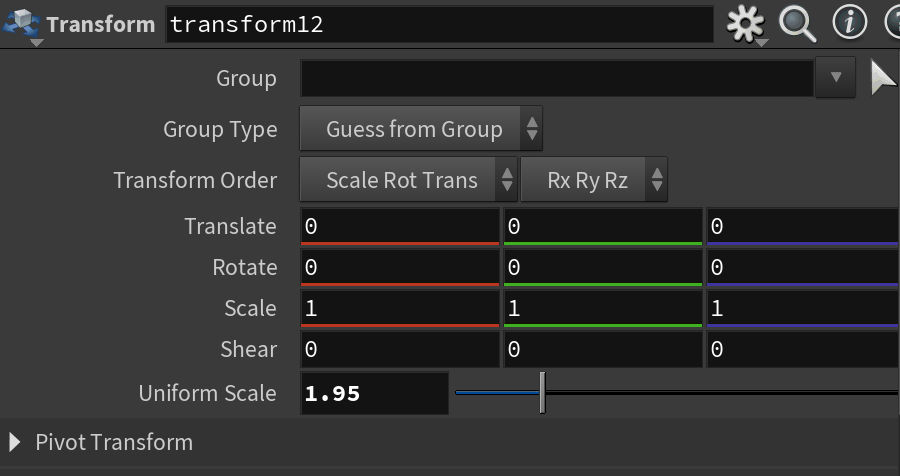 Transform transform12
Group
Group Type Guess from Group
Transform Order Scale Rot Trans Rx Ry Rz
Translate 0 0 0
Rotate 0 0 0
Scale 1 1 1
Shear 0 0 0
Uniform Scale 1.95
Pivot Transform